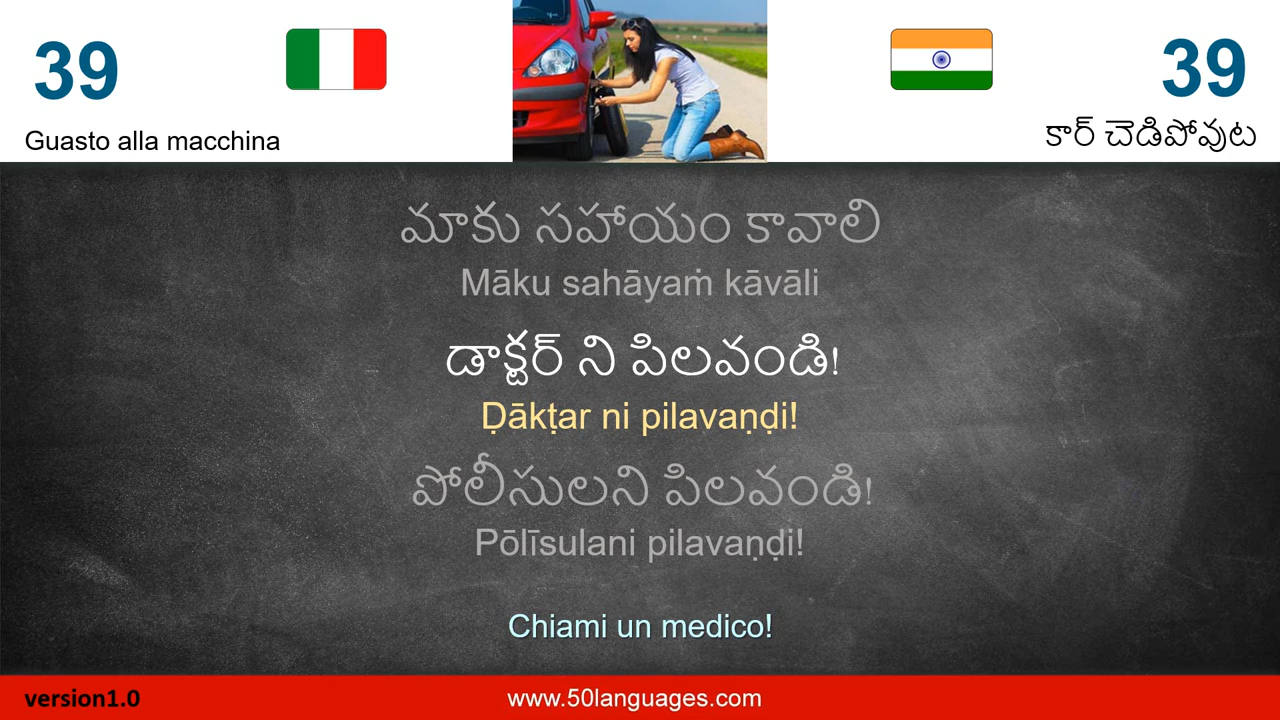 39
39
Guasto alla macchina
కార్ చెడిపోవుట
మాకు సహాయం కావాలి
Māku sahāyaṁ kāvāli
డాక్టర్ ని పిలవండి!
Ḍākṭar ni pilavaṇḍi!
పోలీసులని పిలవండి!
Pōlīsulani pilavaṇḍi!
Chiami un medico!
version1.0
www.50languages.com